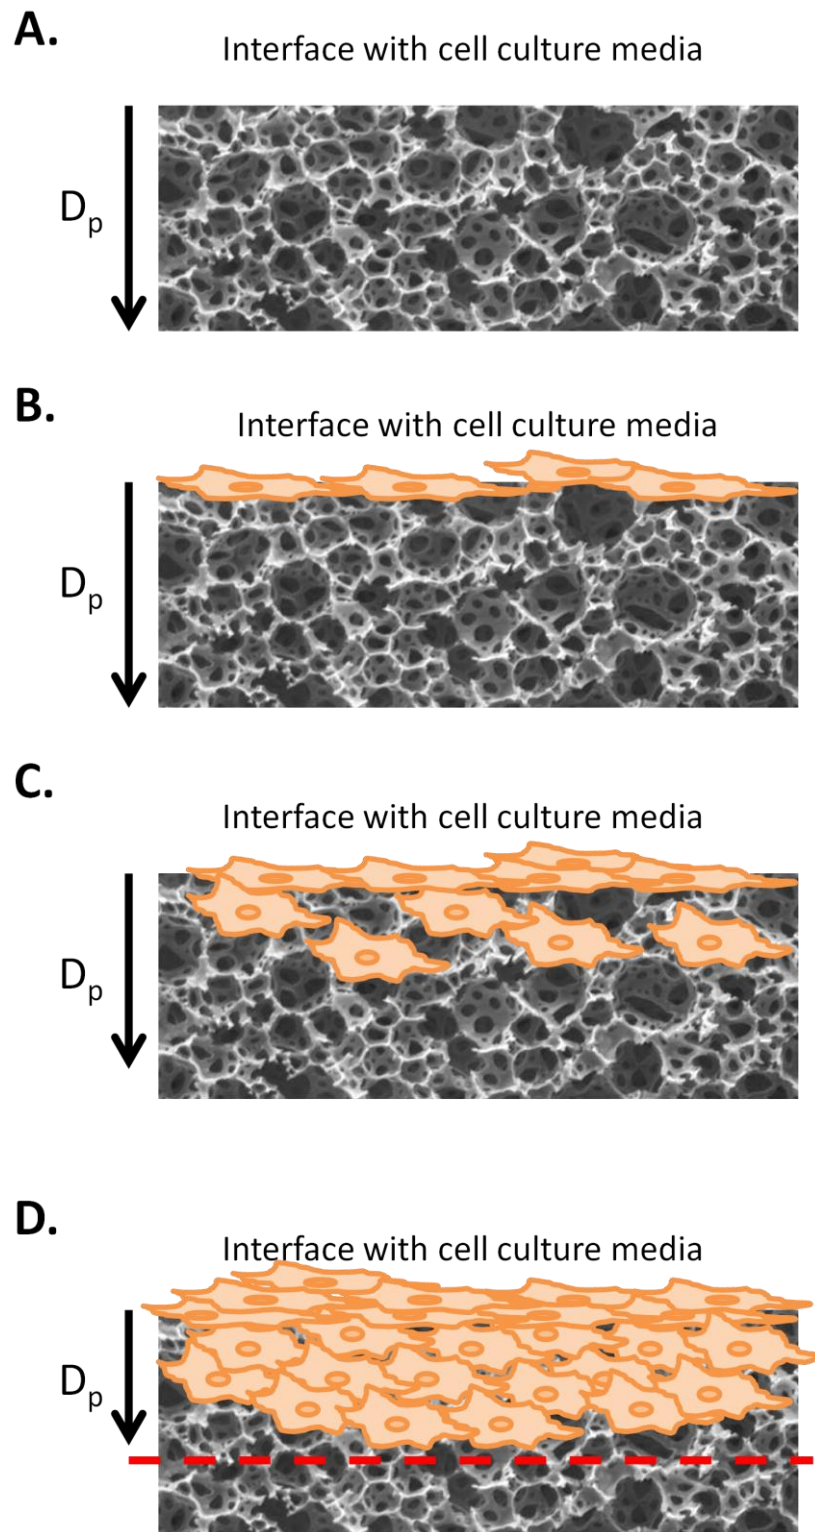 A.
Interface with cell culture media
Dp
B.
Interface with cell culture media
Dp
C.
Interface with cell culture media
Dp
D.
Interface with cell culture media
Dp